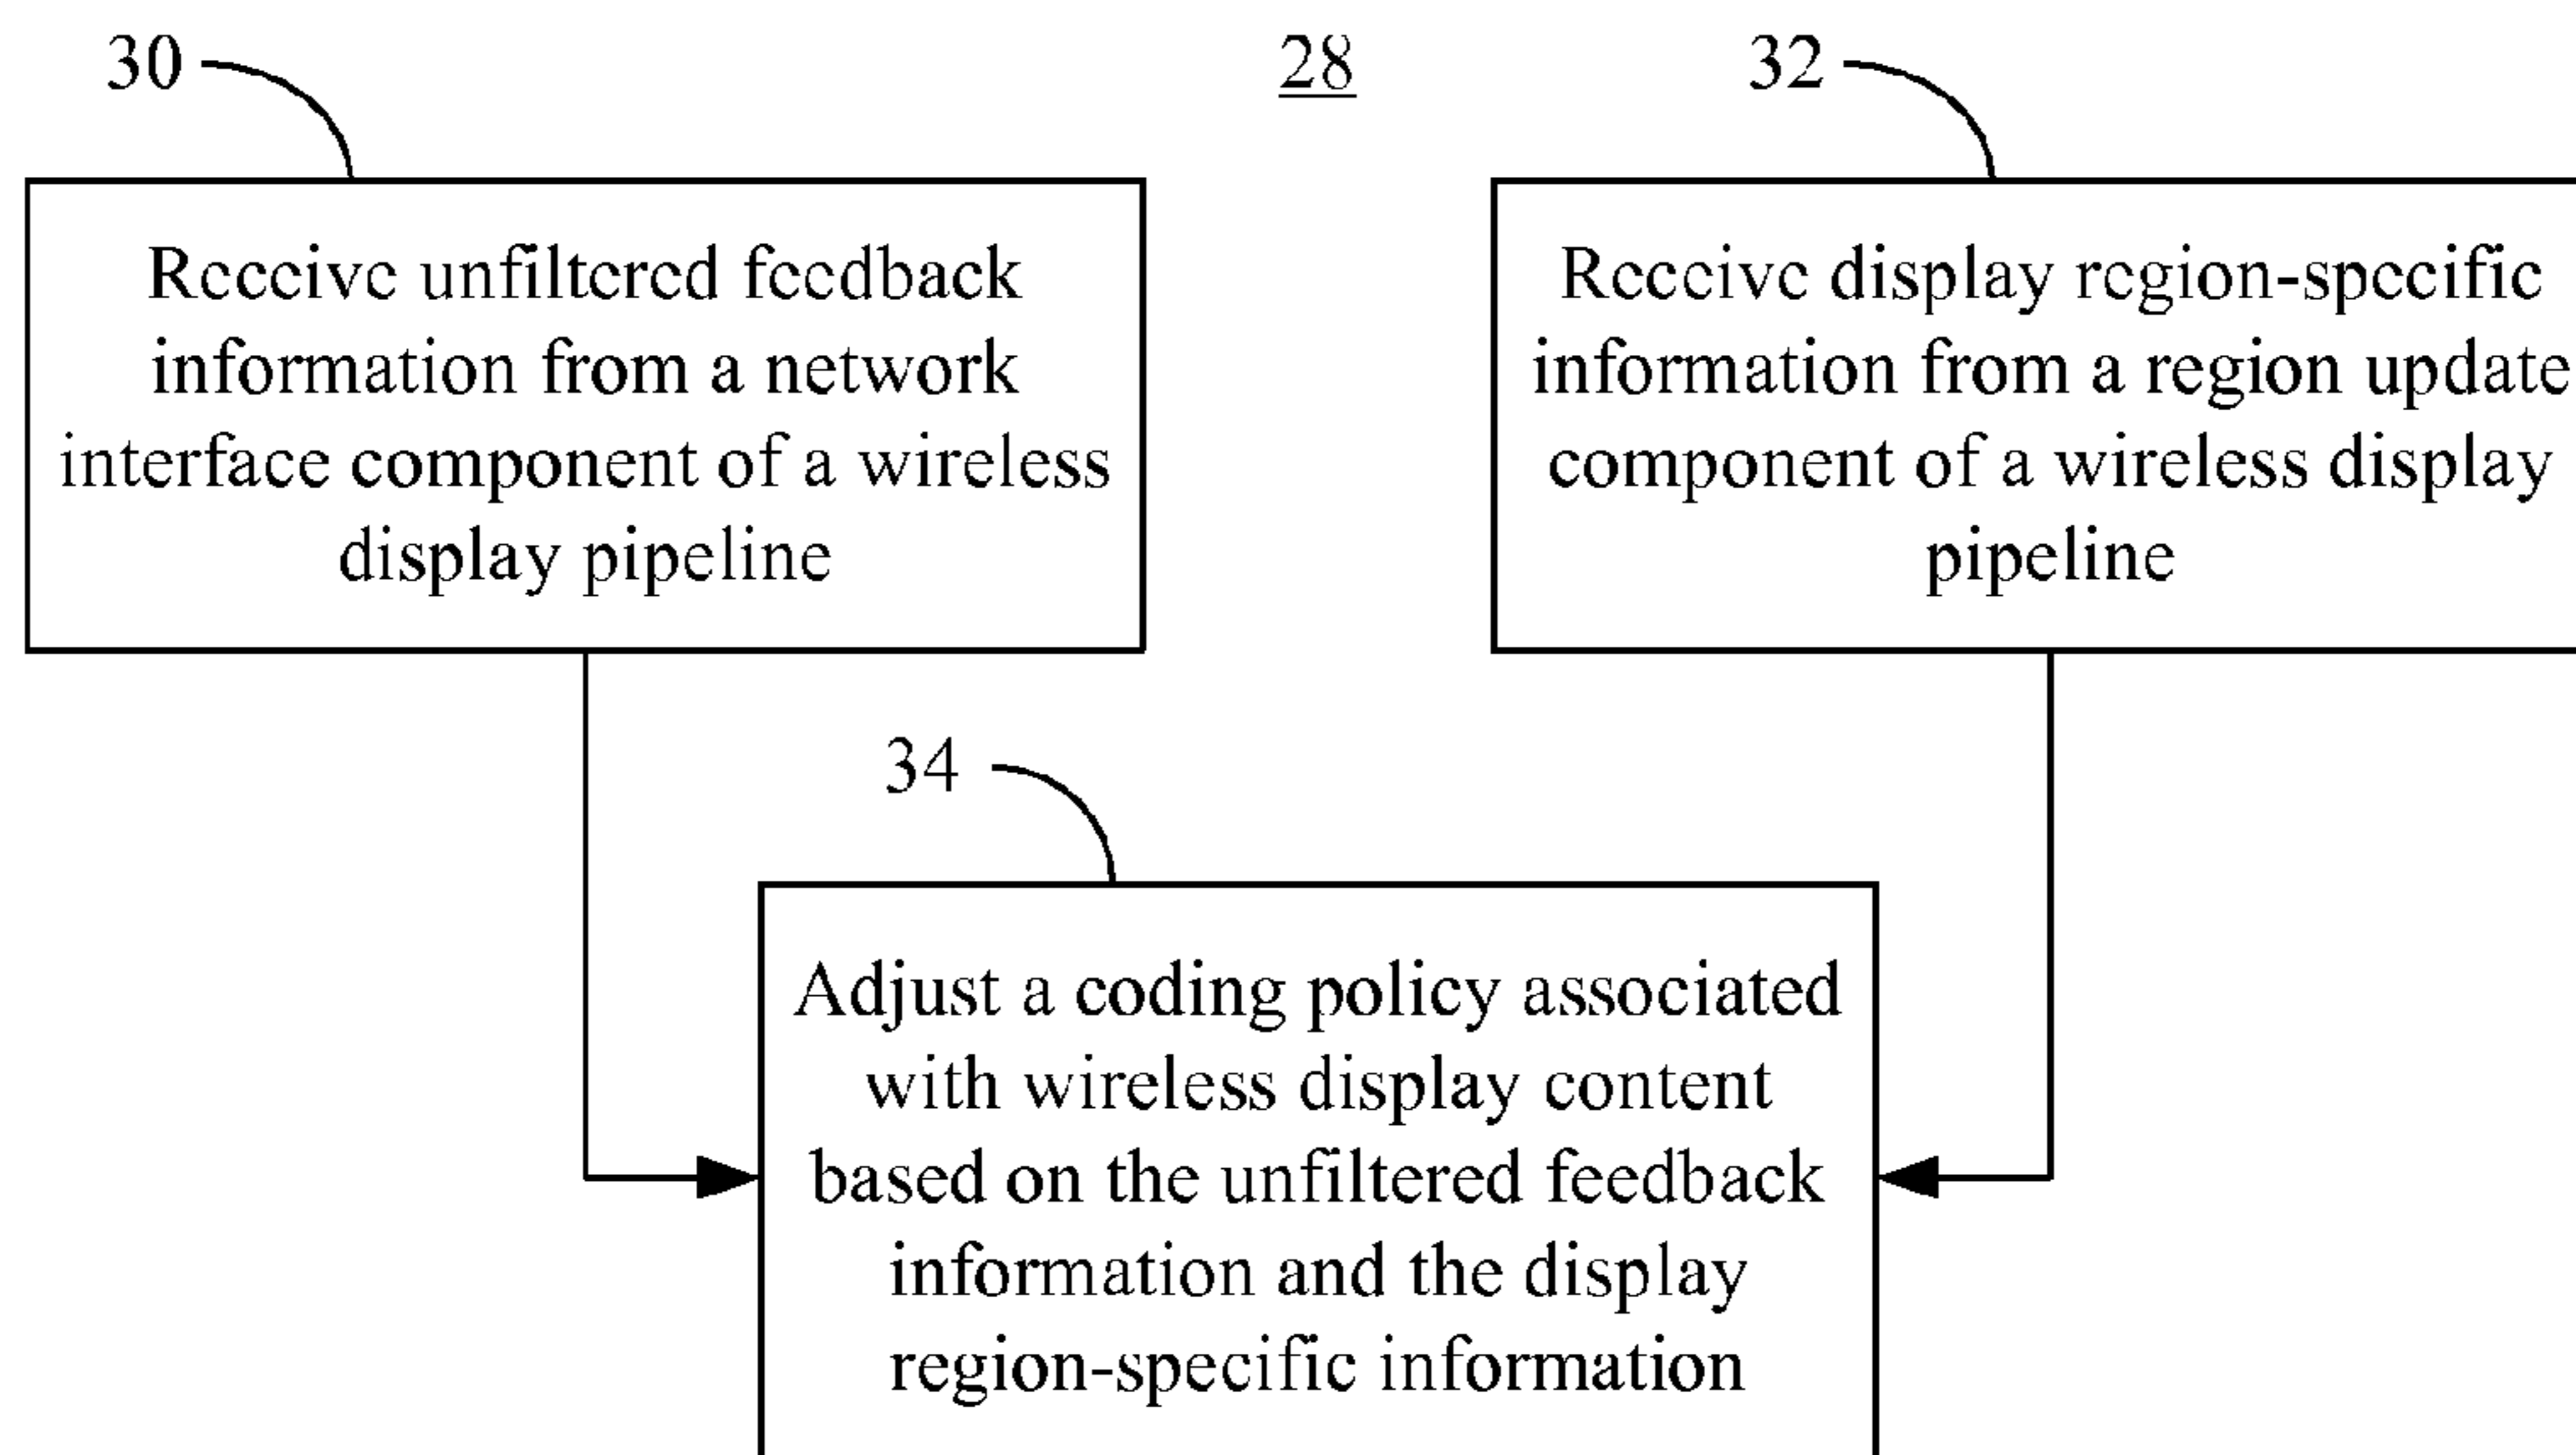 30
28
32
Receive unfiltered feedback
information from a network
interface component of a wireless
display pipeline
Receive display region-specific
information from a region update
component of a wireless display
pipeline
34
Adjust a coding policy associated
with wireless display content
based on the unfiltered feedback
information and the display
region-specific information